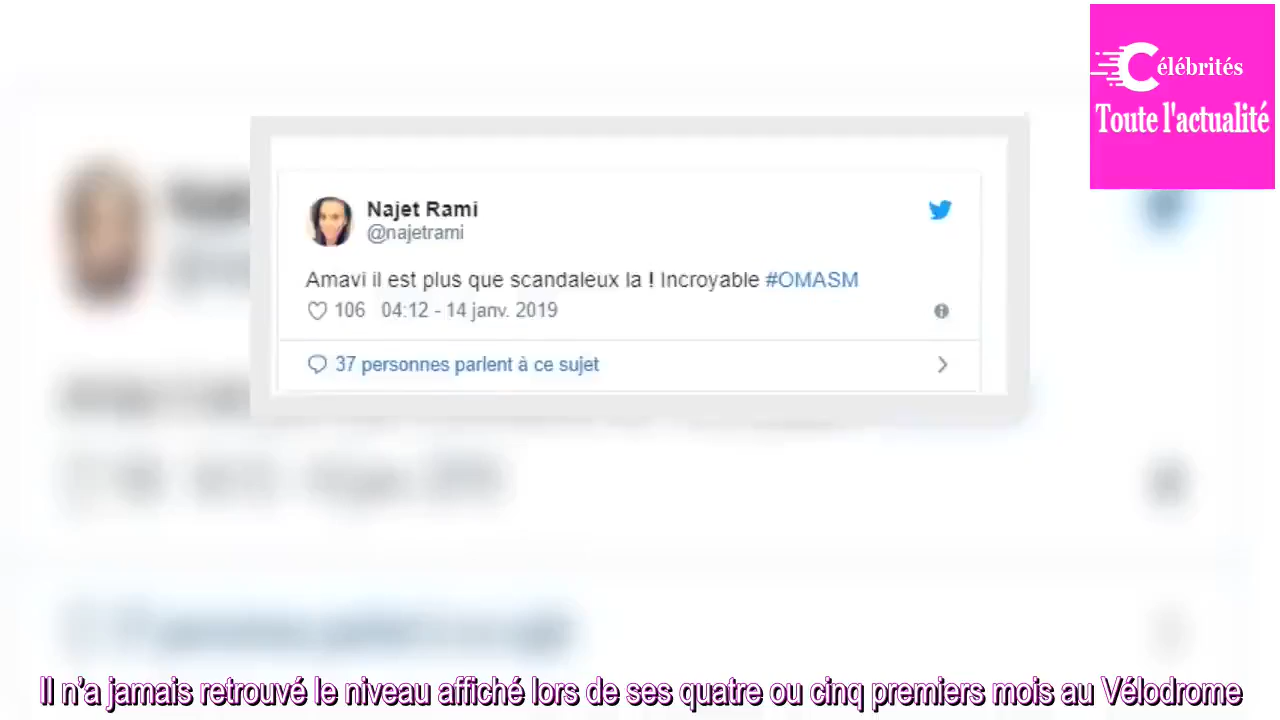 Célébrités
Toute l'actualité
Najet Rami
@najetrami
Amavi il est plus que scandaleux la ! Incroyable #OMASM
106 04:12 - 14 janv. 2019
37 personnes parlent à ce sujet
Il n'a jamais retrouvé le niveau affiché lors de ses quatre ou cinq premiers mois au Vélodrome